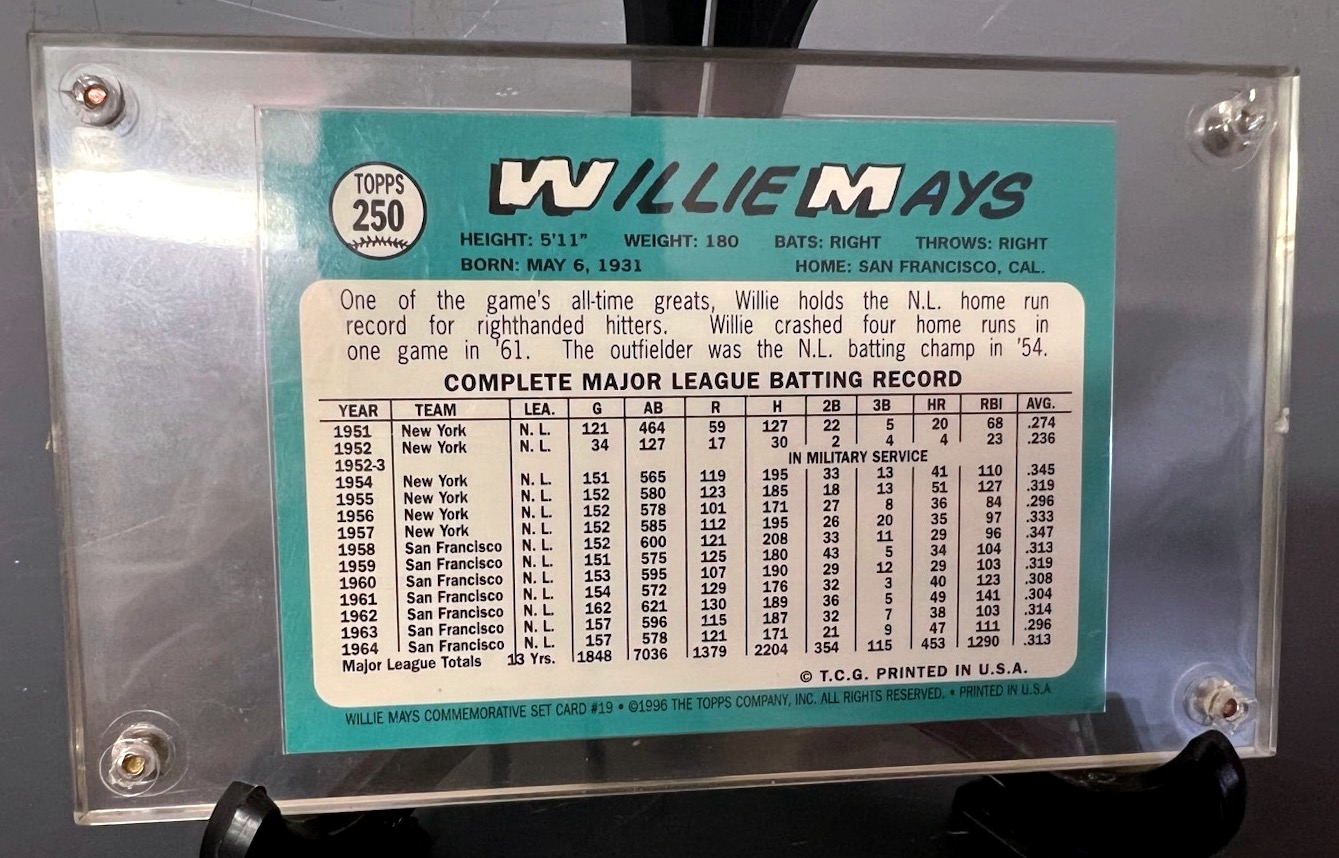 TOPPS
250
WILLIE MAYS
HEIGHT: 5'11" WEIGHT: 180 BATS: RIGHT THROWS: RIGHT
BORN: MAY 6, 1931 HOME: SAN FRANCISCO, CAL.
One of the game's all-time greats, Willie holds the N.L. home run
record for righthanded hitters. Willie crashed four home runs in
one game in '61. The outfielder was the N.L. batting champ in '54.
COMPLETE MAJOR LEAGUE BATTING RECORD
YEAR TEAM LEA. G AB R H 2B 3B HR RBI AVG.
1951 New York N. L. 121 464 59 127 22 5 20 68 .274
1952 New York N. L. 34 127 17 30 2 4 4 23 .236
1952-3 IN MILITARY SERVICE
1954 New York N. L. 151 565 119 195 33 13 41 110 .345
1955 New York N. L. 152 580 123 185 18 13 51 127 .319
1956 New York N. L. 152 578 101 171 27 8 36 84 .296
1957 New York N. L. 152 585 112 195 26 20 35 97 .333
1958 San Francisco N. L. 152 600 121 208 33 11 29 96 .347
1959 San Francisco N. L. 151 575 125 180 43 5 34 104 .313
1960 San Francisco N. L. 153 595 107 190 29 12 29 103 .319
1961 San Francisco N. L. 154 572 129 176 32 3 40 123 .308
1962 San Francisco N. L. 162 621 130 189 36 5 49 141 .304
1963 San Francisco N. L. 157 596 115 187 32 7 38 103 .314
1964 San Francisco N. L. 157 578 121 171 21 9 47 111 .296
Major League Totals 13 Yrs. 1848 7036 1379 2204 354 115 453 1290 .313
© T.C.G. PRINTED IN U.S.A.
WILLIE MAYS COMMEMORATIVE SET CARD #19 • ©1996 THE TOPPS COMPANY, INC. ALL RIGHTS RESERVED. • PRINTED IN U.S.A